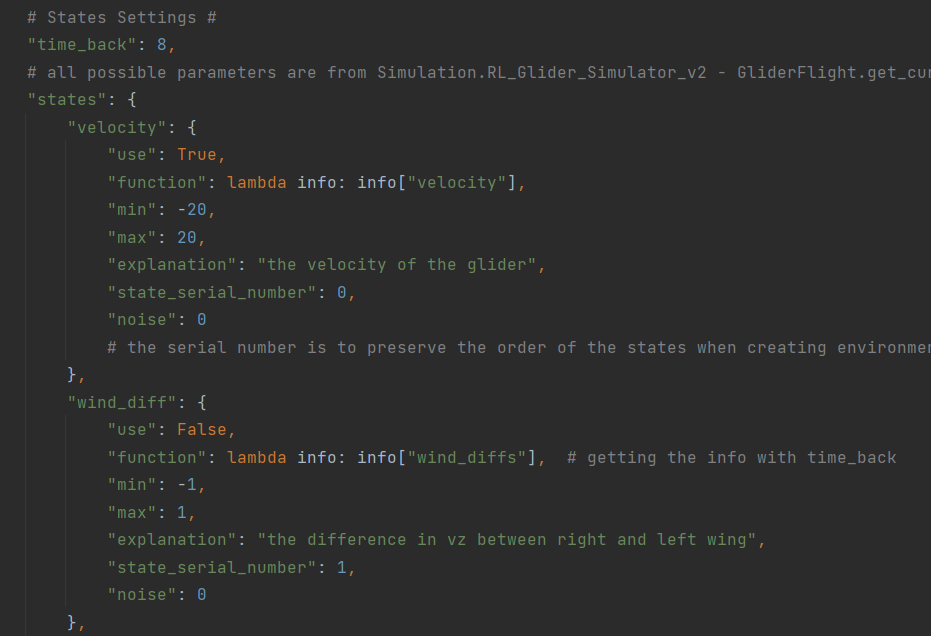 # States Settings #
"time_back": 8,
# all possible parameters are from Simulation.RL_Glider_Simulator_v2 - GliderFlight.get_cur
"states": {
"velocity": {
"use": True,
"function": lambda info: info["velocity"],
"min": -20,
"max": 20,
"explanation": "the velocity of the glider",
"state_serial_number": 0,
"noise": 0
# the serial number is to preserve the order of the states when creating environmen
},
"wind_diff": {
"use": False,
"function": lambda info: info["wind_diffs"],  # getting the info with time_back
"min": -1,
"max": 1,
"explanation": "the difference in vz between right and left wing",
"state_serial_number": 1,
"noise": 0
},